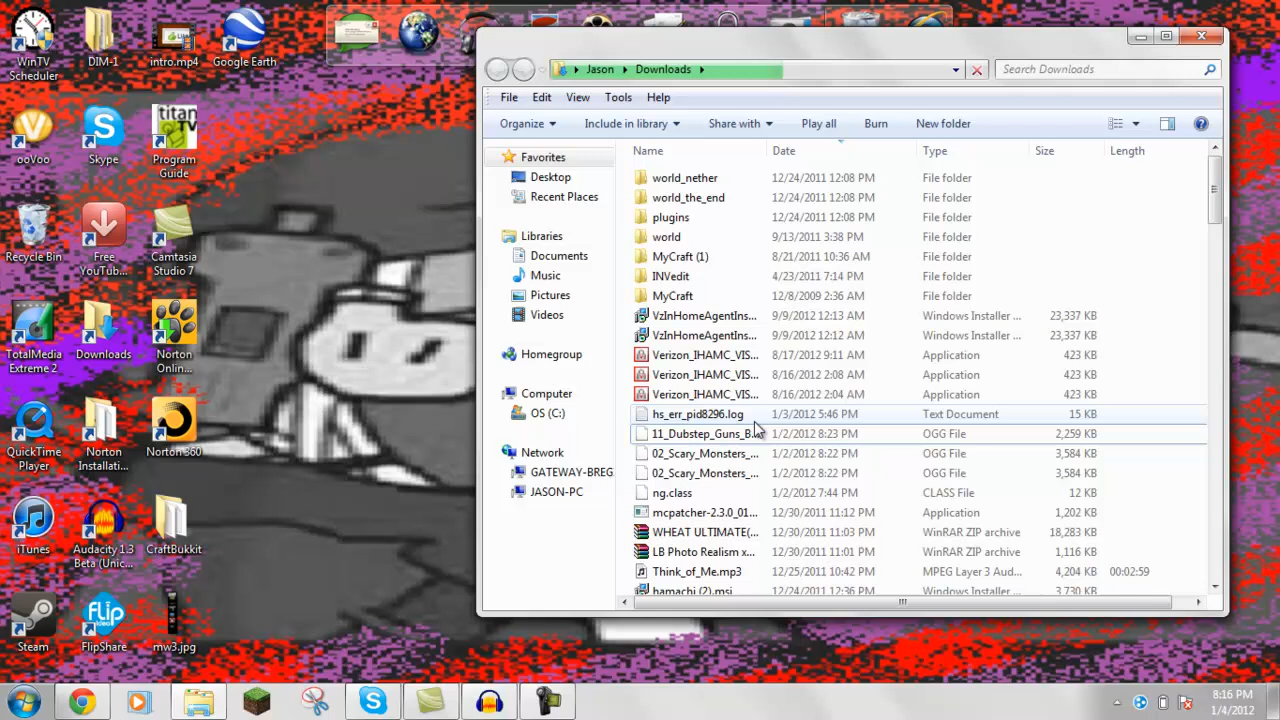 WinTV
Scheduler
DIM-1
intro.mp4
Google Earth
ooVoo
Skype
titan
TV
Program
Guide
Recycle Bin
Free
YouTub...
Camtasia
Studio 7
TotalMedia
Extreme 2
Downloads
Norton
Onlin...
QuickTime
Player
Norton
Installati...
Norton 360
iTunes
Audacity 1.3
Beta (Unic...
CraftBukkit
Steam
flip
FlipShare
mw3.jpg
Jason Downloads
Search Downloads
File Edit View Tools Help
Organize Include in library Share with Play all Burn New folder
Favorites
Desktop
Recent Places
Libraries
Documents
Music
Pictures
Videos
Homegroup
Computer
OS (C:)
Network
GATEWAY-BREG
JASON-PC
Name Date Type Size Length
world_nether 12/24/2011 12:08 PM File folder
world_the_end 12/24/2011 12:08 PM File folder
plugins 12/24/2011 12:08 PM File folder
world 9/13/2011 3:38 PM File folder
MyCraft (1) 8/21/2011 10:36 AM File folder
INVedit 4/23/2011 7:14 PM File folder
MyCraft 12/8/2009 2:36 AM File folder
VzInHomeAgentIns... 9/9/2012 12:13 AM Windows Installer ... 23,337 KB
VzInHomeAgentIns... 9/9/2012 12:13 AM Windows Installer ... 23,337 KB
Verizon_IHAMC_VIS... 8/17/2012 9:11 AM Application 423 KB
Verizon_IHAMC_VIS... 8/16/2012 2:08 AM Application 423 KB
Verizon_IHAMC_VIS... 8/16/2012 2:04 AM Application 423 KB
hs_err_pid8296.log 1/3/2012 5:46 PM Text Document 15 KB
11_Dubstep_Guns_B... 1/2/2012 8:23 PM OGG File 2,259 KB
02_Scary_Monsters_... 1/2/2012 8:22 PM OGG File 3,584 KB
02_Scary_Monsters_... 1/2/2012 8:22 PM OGG File 3,584 KB
ng.class 1/2/2012 7:44 PM CLASS File 12 KB
mcpatcher-2.3.0_01... 12/30/2011 11:12 PM Application 1,202 KB
WHEAT ULTIMATE(... 12/30/2011 11:03 PM WinRAR ZIP archive 18,283 KB
LB Photo Realism x... 12/30/2011 11:01 PM WinRAR ZIP archive 1,116 KB
Think_of_Me.mp3 12/25/2011 10:42 PM MPEG Layer 3 Aud... 4,204 KB 00:02:59
hamachi (2).msi 12/24/2011 12:36 PM Windows Installer ... 3,730 KB
8:16 PM
1/4/2012